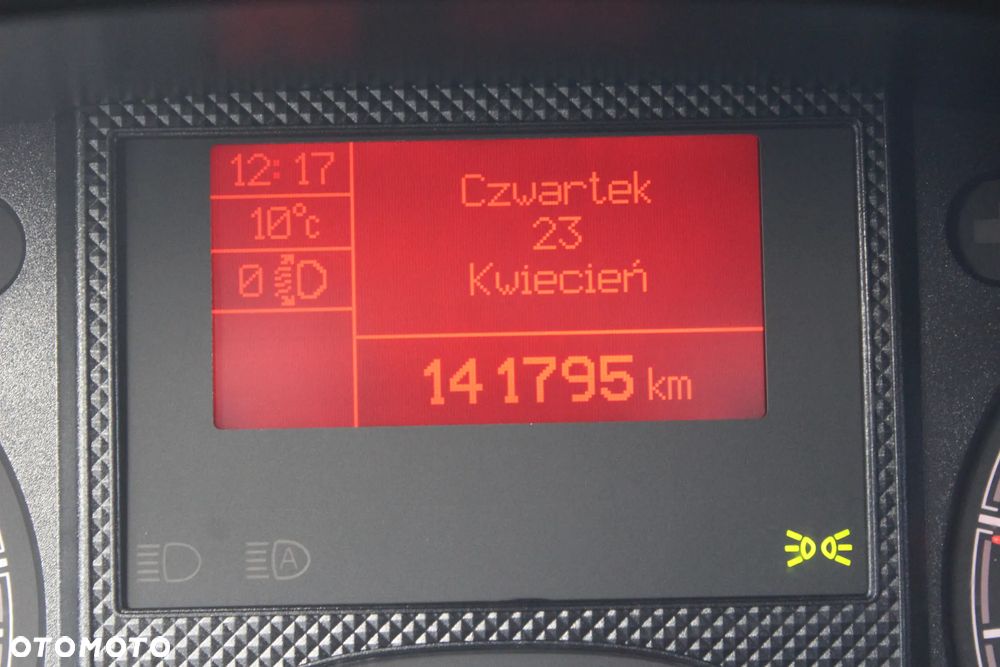 12:17
10°C
0
Czwartek
23
Kwiecień
141795 km
A
OTOMOTO